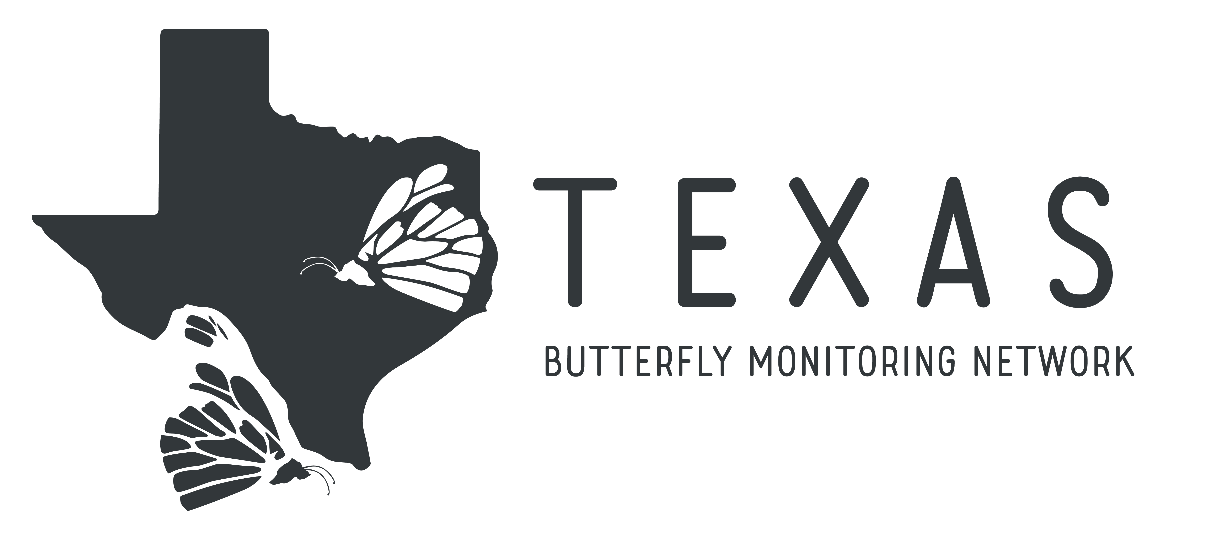 TEXAS
BUTTERFLY MONITORING NETWORK